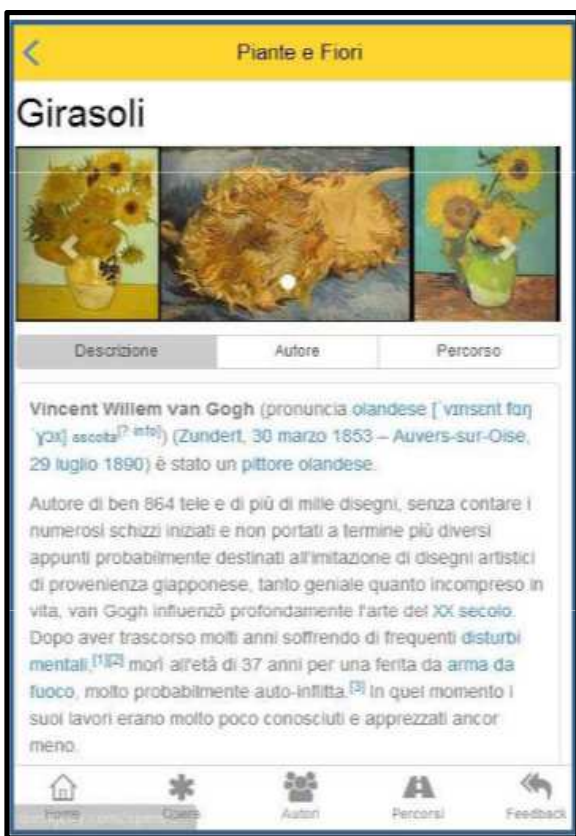 Piante e Fiori
Girasoli
Descrizione
Autore
Percorso
Vincent Willem van Gogh (pronuncia olandese [ˈvɪnsɛnt fɑŋ
ˈɣɔx] ascolta[? · info]) (Zundert, 30 marzo 1853 – Auvers-sur-Oise,
29 luglio 1890) è stato un pittore olandese.
Autore di ben 864 tele e di più di mille disegni, senza contare i
numerosi schizzi iniziati e non portati a termine più diversi
appunti probabilmente destinati all'imitazione di disegni artistici
di provenienza giapponese, tanto geniale quanto incompreso in
vita, van Gogh influenzò profondamente l'arte del XX secolo.
Dopo aver trascorso molti anni soffrendo di frequenti disturbi
mentali,[1][2] morì all'età di 37 anni per una ferita da arma da
fuoco, molto probabilmente auto-inflitta.[3] In quel momento i
suoi lavori erano molto poco conosciuti e apprezzati ancor
meno.
Home
Opere
Autori
Percorsi
Feedback